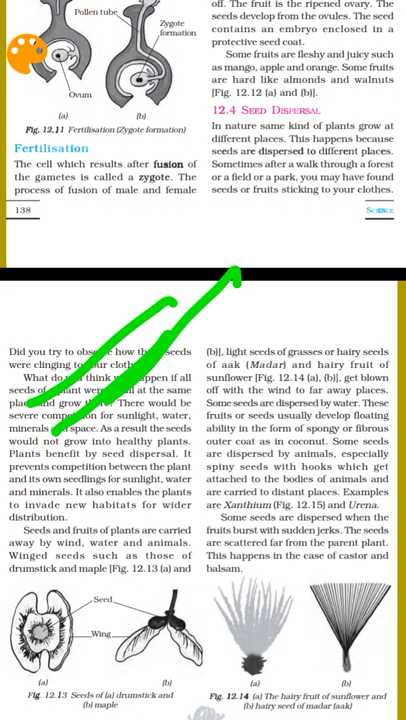 Pollen tube
Zygote
formation
Ovum
(a)
(b)
Fig. 12.11 Fertilisation (Zygote formation)
Fertilisation
The cell which results after fusion of
the gametes is called a zygote. The
process of fusion of male and female
138
off. The fruit is the ripened ovary. The
seeds develop from the ovules. The seed
contains an embryo enclosed in a
protective seed coat.
Some fruits are fleshy and juicy such
as mango, apple and orange. Some fruits
are hard like almonds and walnuts
[Fig. 12.12 (a) and (b)].
12.4 SEED DISPERSAL
In nature same kind of plants grow at
different places. This happens because
seeds are dispersed to different places.
Sometimes after a walk through a forest
or a field or a park, you may have found
seeds or fruits sticking to your clothes.
SCIENCE
Did you try to observe how these seeds
were clinging to your clothes?
What do you think will happen if all
seeds of a plant were to fall at the same
place and grow there. There would be
severe competition for sunlight, water,
minerals and space. As a result the seeds
would not grow into healthy plants.
Plants benefit by seed dispersal. It
prevents competition between the plant
and its own seedlings for sunlight, water
and minerals. It also enables the plants
to invade new habitats for wider
distribution.
Seeds and fruits of plants are carried
away by wind, water and animals.
Winged seeds such as those of
drumstick and maple [Fig. 12.13 (a) and
(b)], light seeds of grasses or hairy seeds
of aak (Madar) and hairy fruit of
sunflower [Fig. 12.14 (a), (b)], get blown
off with the wind to far away places.
Some seeds are dispersed by water. These
fruits or seeds usually develop floating
ability in the form of spongy or fibrous
outer coat as in coconut. Some seeds
are dispersed by animals, especially
spiny seeds with hooks which get
attached to the bodies of animals and
are carried to distant places. Examples
are Xanthium (Fig. 12.15) and Urena.
Some seeds are dispersed when the
fruits burst with sudden jerks. The seeds
are scattered far from the parent plant.
This happens in the case of castor and
balsam.
Seed
Wing
(a)
(b)
Fig. 12.13 Seeds of (a) drumstick and
(b) maple
(a)
(b)
Fig. 12.14 (a) The hairy fruit of sunflower and
(b) hairy seed of madar (aak)